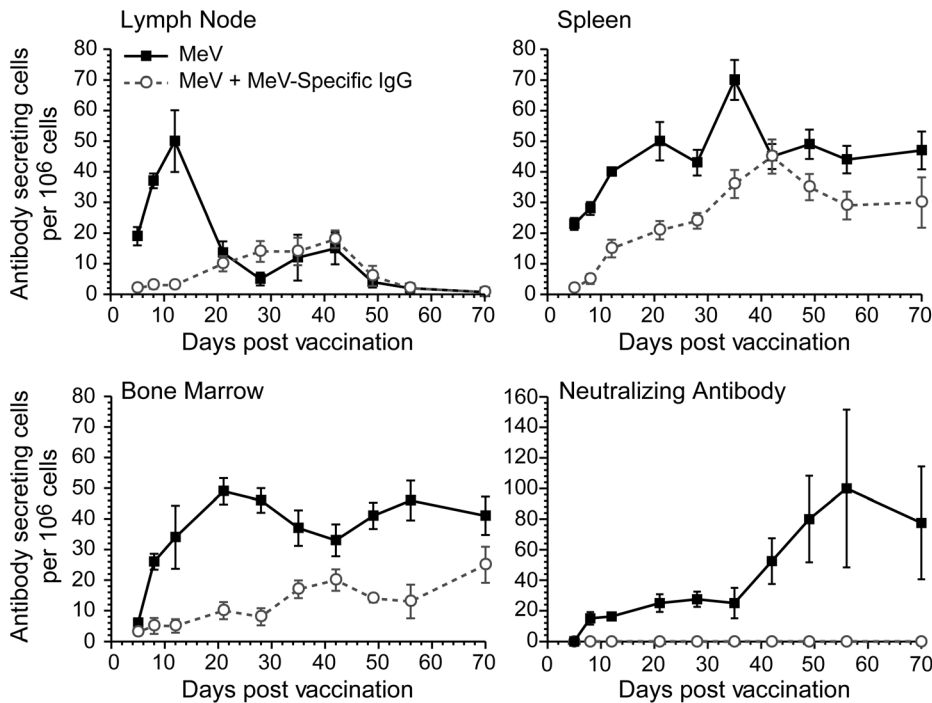 Lymph Node
MeV
MeV + MeV-Specific IgG
Antibody secreting cells
per 10⁶ cells
80
70
60
50
40
30
20
10
0
0 10 20 30 40 50 60 70
Days post vaccination
Spleen
80
70
60
50
40
30
20
10
0
0 10 20 30 40 50 60 70
Days post vaccination
Bone Marrow
Antibody secreting cells
per 10⁶ cells
80
70
60
50
40
30
20
10
0
0 10 20 30 40 50 60 70
Days post vaccination
Neutralizing Antibody
160
140
120
100
80
60
40
20
0
0 10 20 30 40 50 60 70
Days post vaccination